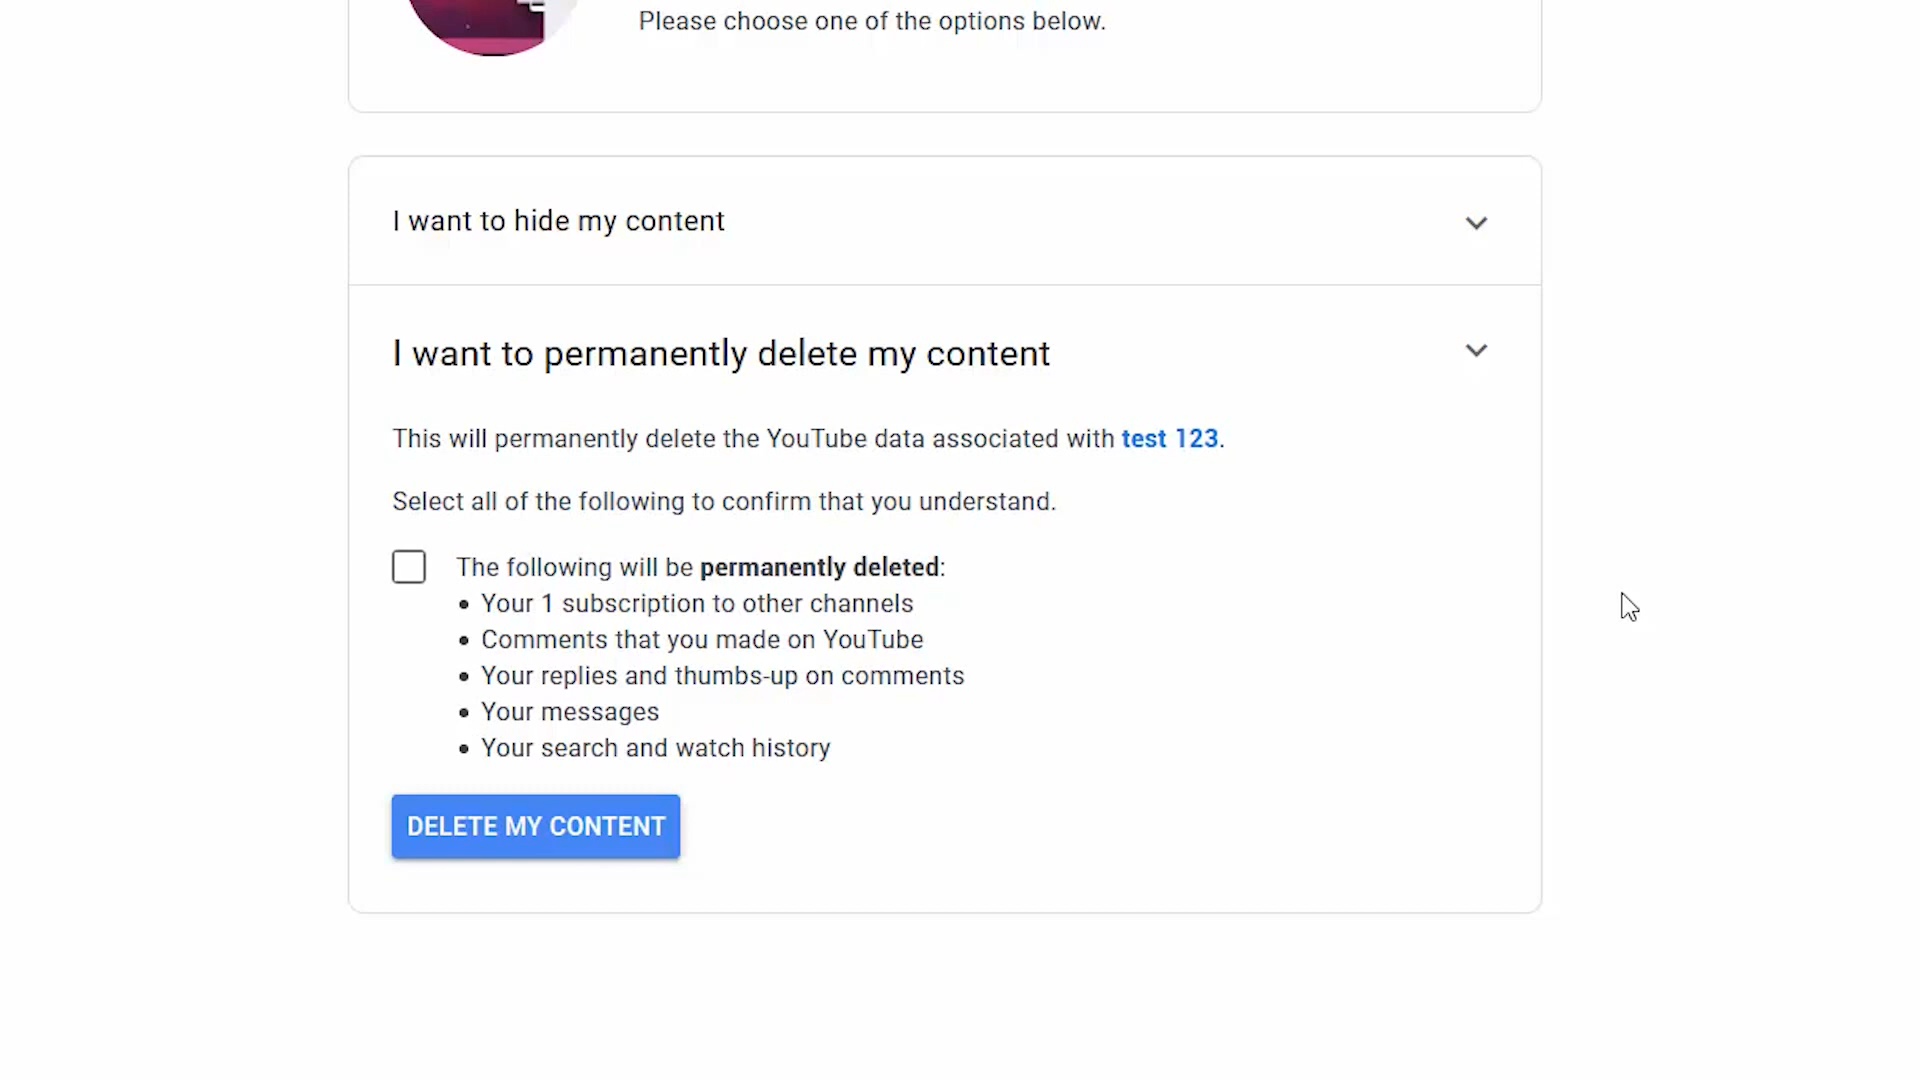 Please choose one of the options below.
I want to hide my content
I want to permanently delete my content
This will permanently delete the YouTube data associated with test 123.
Select all of the following to confirm that you understand.
The following will be permanently deleted:
• Your 1 subscription to other channels
• Comments that you made on YouTube
• Your replies and thumbs-up on comments
• Your messages
• Your search and watch history
DELETE MY CONTENT